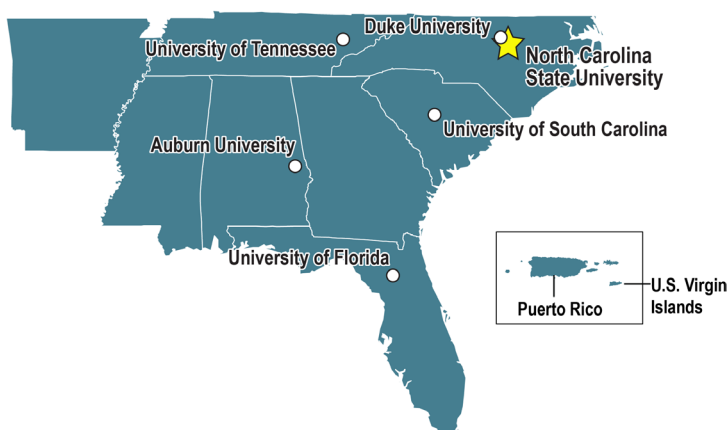 Duke University
University of Tennessee
North Carolina
State University
University of South Carolina
Auburn University
University of Florida
U.S. Virgin
Islands
Puerto Rico